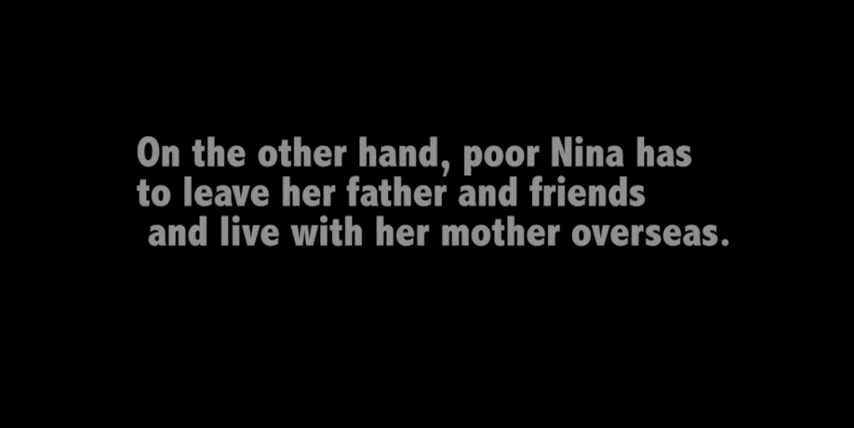 On the other hand, poor Nina has
to leave her father and friends
and live with her mother overseas.